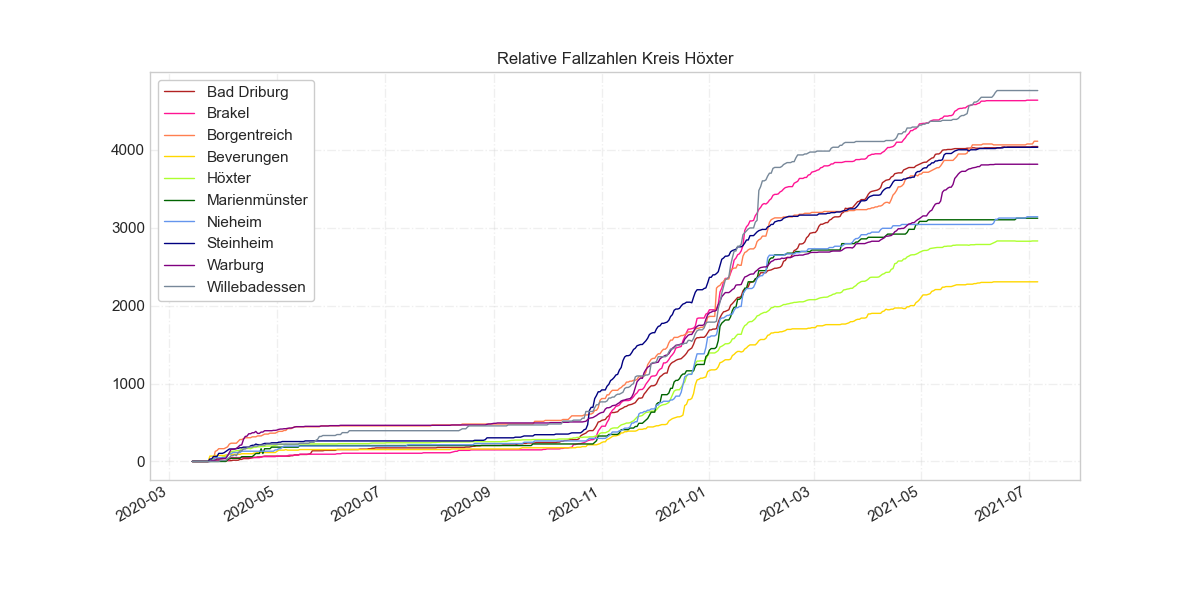 Relative Fallzahlen Kreis Höxter
Bad Driburg
Brakel
Borgentreich
Beverungen
Höxter
Marienmünster
Nieheim
Steinheim
Warburg
Willebadessen
4000
3000
2000
1000
0
2020-03
2020-05
2020-07
2020-09
2020-11
2021-01
2021-03
2021-05
2021-07